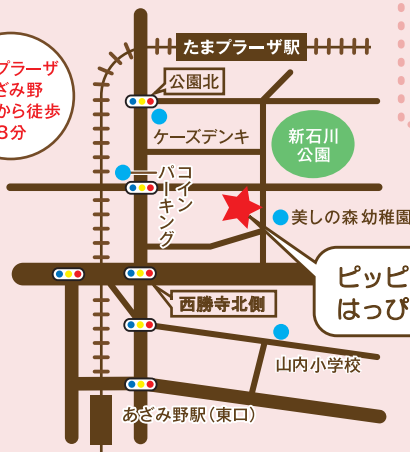 たまプラーザ駅
プラーザ
ざみ野
から徒歩
3分
公園北
ケーズデンキ
新石川
公園
コイン
パーキング
美しの森 幼稚園
ピッピ
はっぴ
西勝寺北側
山内小学校
あざみ野駅（東口）